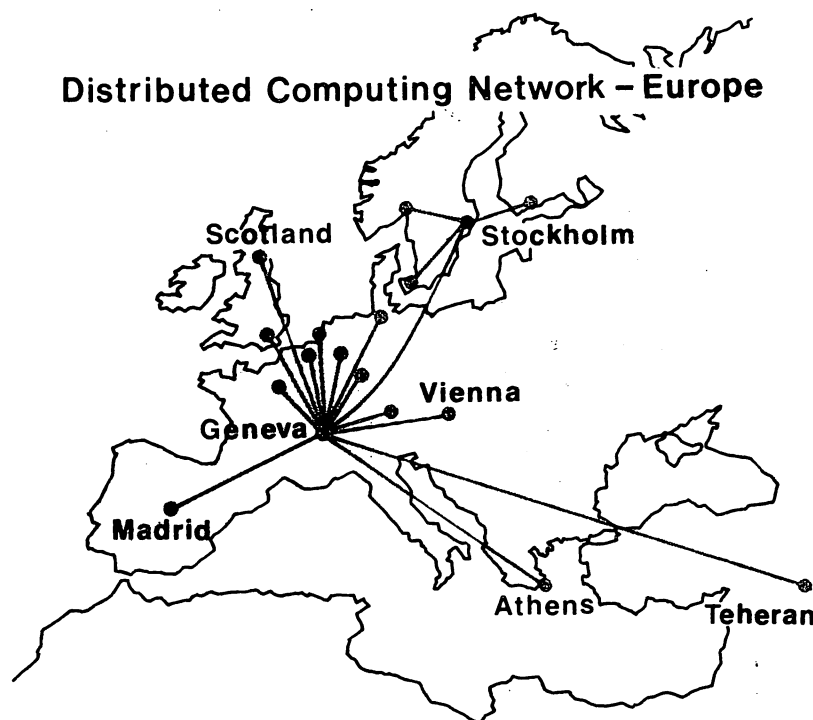 Distributed Computing Network – Europe
Scotland
Stockholm
Vienna
Geneva
Madrid
Athens
Teheran